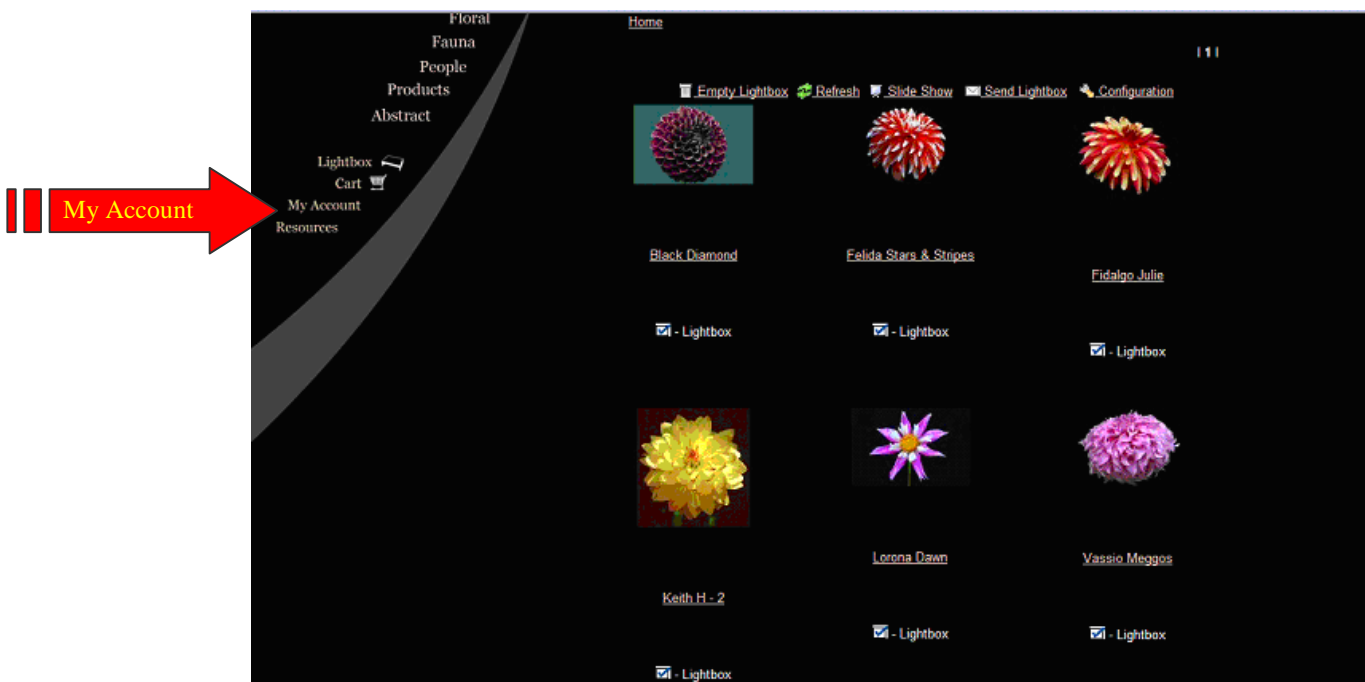 Floral
Fauna
People
Products
Abstract
Lightbox
Cart
My Account
Resources
My Account
Home
| 1 |
Empty Lightbox Refresh Slide Show Send Lightbox Configuration
Black Diamond
Felida Stars & Stripes
Fidalgo Julie
- Lightbox
- Lightbox
- Lightbox
Keith H - 2
Lorona Dawn
Vassio Meggos
- Lightbox
- Lightbox
- Lightbox